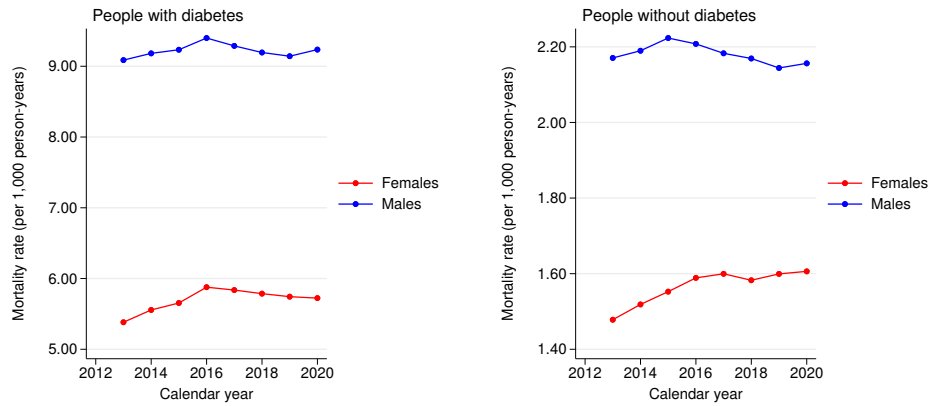 People with diabetes
Mortality rate (per 1,000 person-years)
9.00
8.00
7.00
6.00
5.00
2012 2014 2016 2018 2020
Calendar year
Females
Males
People without diabetes
Mortality rate (per 1,000 person-years)
2.20
2.00
1.80
1.60
1.40
2012 2014 2016 2018 2020
Calendar year
Females
Males